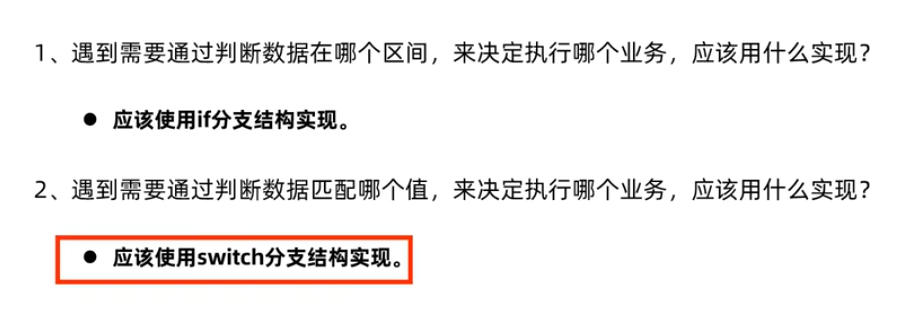 1、遇到需要通过判断数据在哪个区间，来决定执行哪个业务，应该用什么实现？
● 应该使用if分支结构实现。
2、遇到需要通过判断数据匹配哪个值，来决定执行哪个业务，应该用什么实现？
● 应该使用switch分支结构实现。